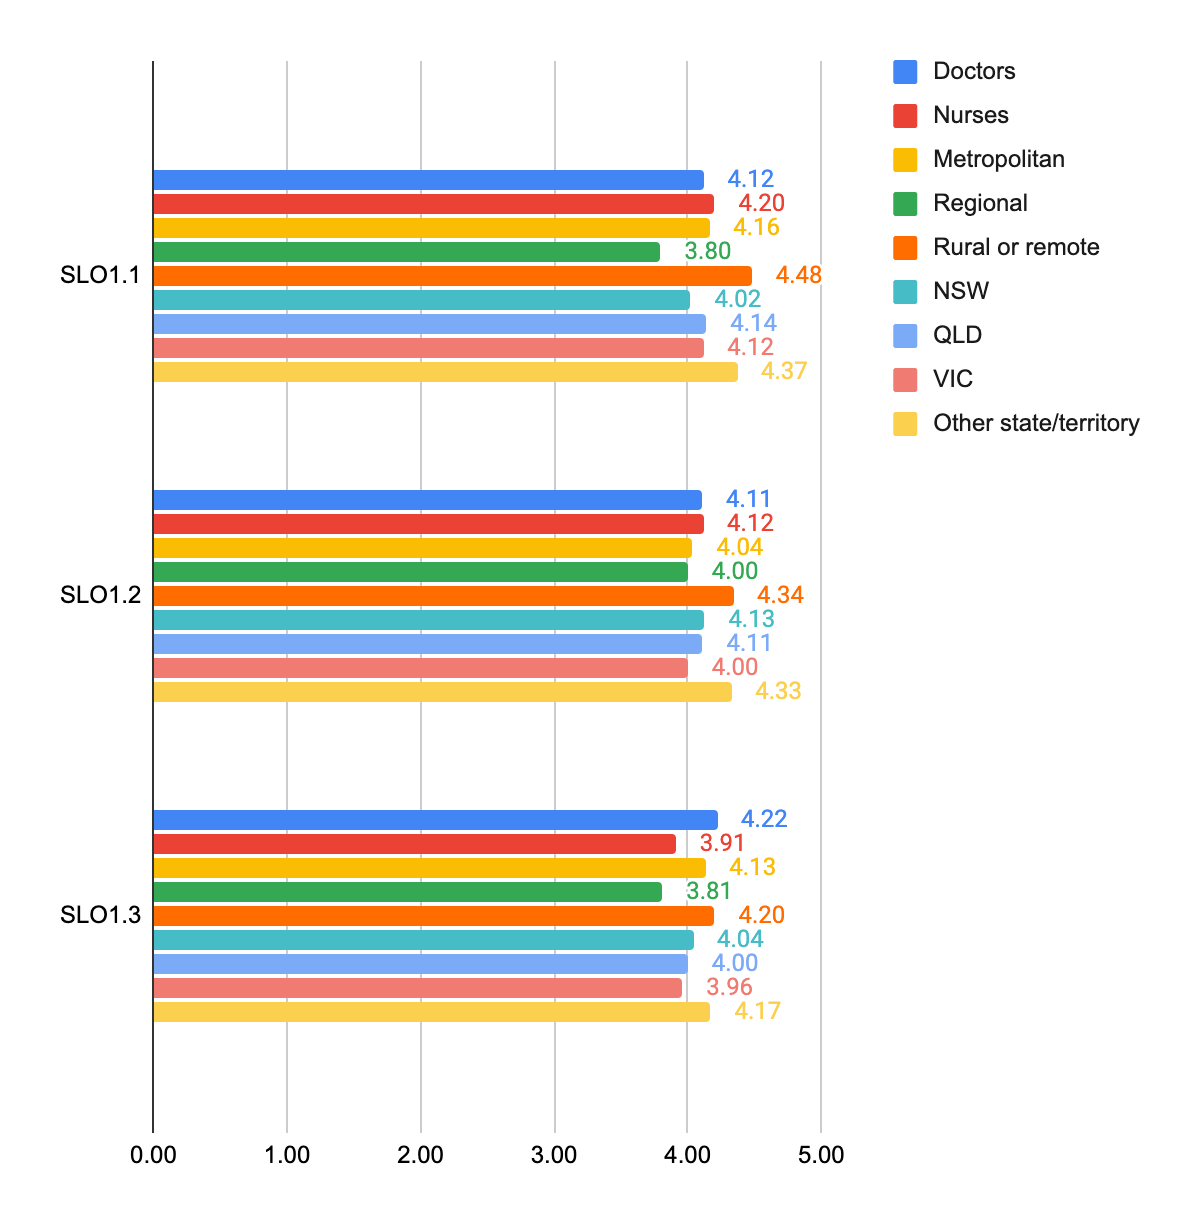 Doctors
Nurses
Metropolitan
Regional
Rural or remote
NSW
QLD
VIC
Other state/territory
SLO1.1
4.12
4.20
4.16
3.80
4.48
4.02
4.14
4.12
4.37
SLO1.2
4.11
4.12
4.04
4.00
4.34
4.13
4.11
4.00
4.33
SLO1.3
4.22
3.91
4.13
3.81
4.20
4.04
4.00
3.96
4.17
0.00 1.00 2.00 3.00 4.00 5.00